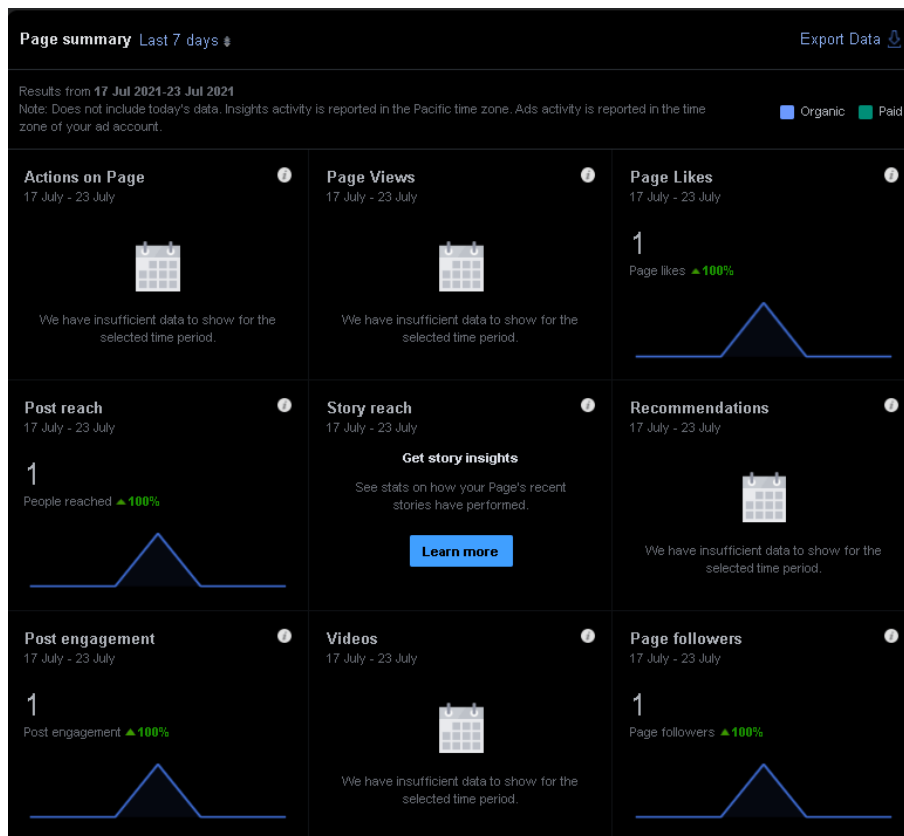 Page summary Last 7 days
Export Data
Results from 17 Jul 2021-23 Jul 2021
Note: Does not include today's data. Insights activity is reported in the Pacific time zone. Ads activity is reported in the time
zone of your ad account.
Organic Paid
Actions on Page
17 July - 23 July
We have insufficient data to show for the
selected time period.
Page Views
17 July - 23 July
We have insufficient data to show for the
selected time period.
Page Likes
17 July - 23 July
1
Page likes 100%
Post reach
17 July - 23 July
1
People reached 100%
Story reach
17 July - 23 July
Get story insights
See stats on how your Page's recent
stories have performed.
Learn more
Recommendations
17 July - 23 July
We have insufficient data to show for the
selected time period.
Post engagement
17 July - 23 July
1
Post engagement 100%
Videos
17 July - 23 July
We have insufficient data to show for the
selected time period.
Page followers
17 July - 23 July
1
Page followers 100%